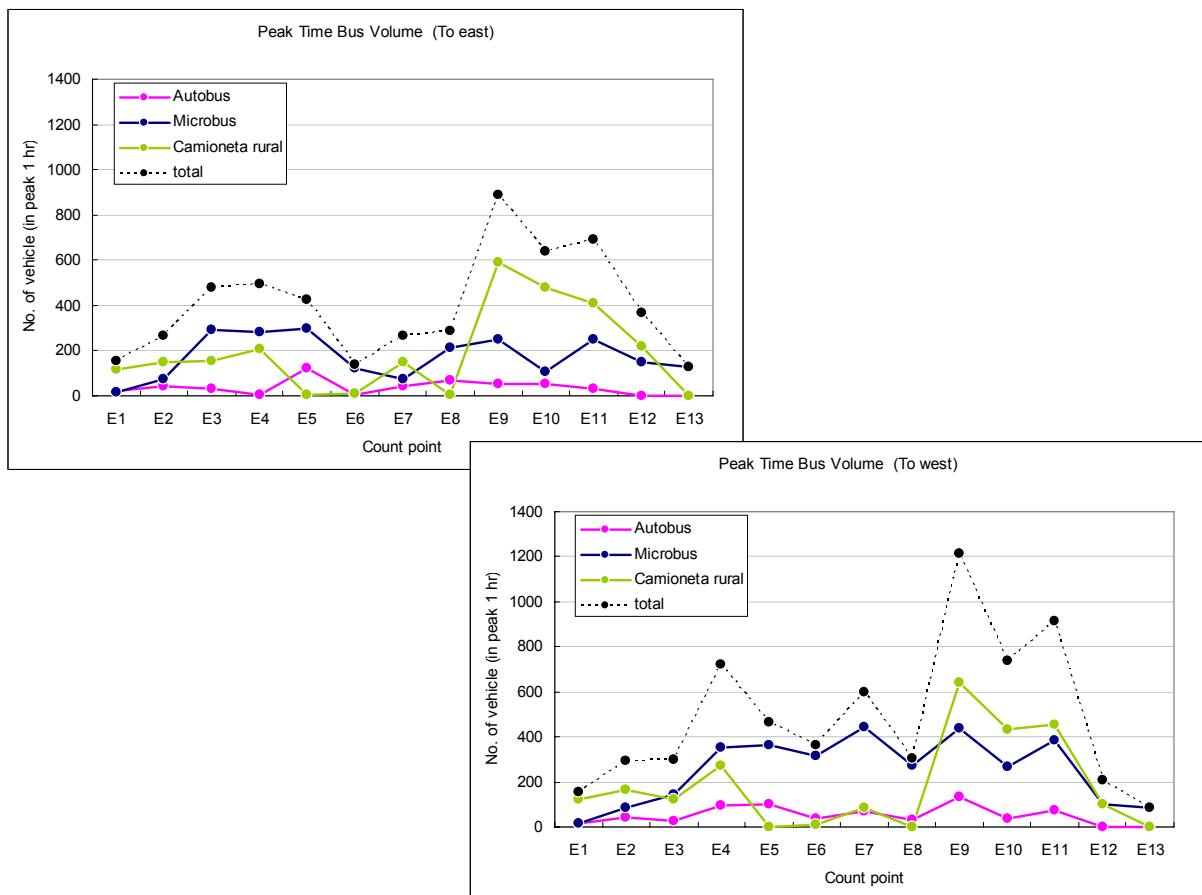 Peak Time Bus Volume (To east)
1400
1200
1000
800
600
400
200
0
No. of vehicle (in peak 1 hr)
Autobus
Microbus
Camioneta rural
total
E1 E2 E3 E4 E5 E6 E7 E8 E9 E10 E11 E12 E13
Count point
Peak Time Bus Volume (To west)
1400
1200
1000
800
600
400
200
0
No. of vehicle (in peak 1 hr)
Autobus
Microbus
Camioneta rural
total
E1 E2 E3 E4 E5 E6 E7 E8 E9 E10 E11 E12 E13
Count point